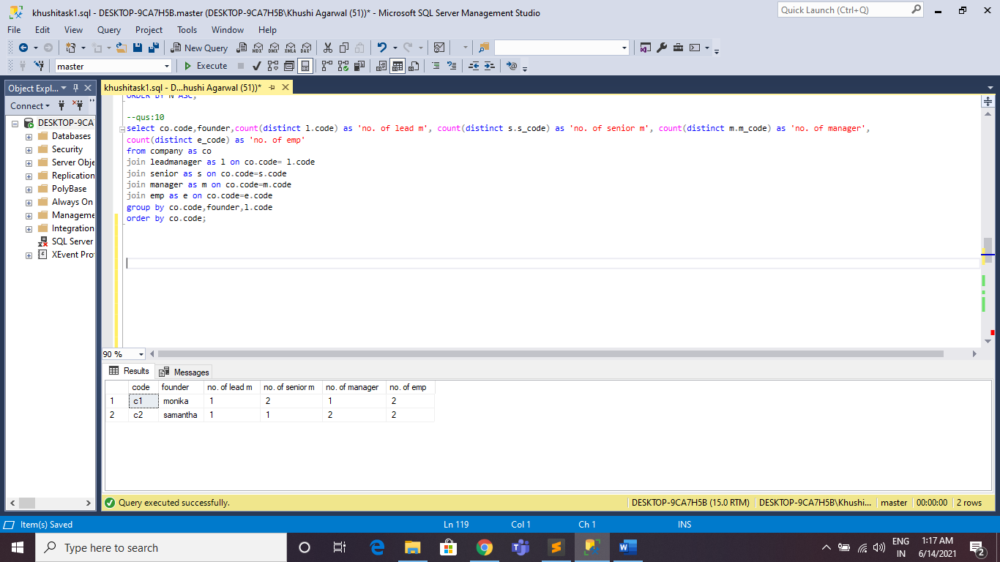 khushitask1.sql - DESKTOP-9CA7H5B.master (DESKTOP-9CA7H5B\Khushi Agarwal (51))* - Microsoft SQL Server Management Studio
Quick Launch (Ctrl+Q)
File Edit View Query Project Tools Window Help
New Query
MDX DMX XMLA DAX
master
Execute
Object Expl...
khushitask1.sql - D...hushi Agarwal (51))*
Connect
DESKTOP-9CA
Databases
Security
Server Obje
Replication
PolyBase
Always On
Manageme
Integration
SQL Server
XEvent Pro
ORDER BY N ASC;
--qus:10
select co.code,founder,count(distinct l.code) as 'no. of lead m', count(distinct s.s_code) as 'no. of senior m', count(distinct m.m_code) as 'no. of manager',
count(distinct e_code) as 'no. of emp'
from company as co
join leadmanager as l on co.code= l.code
join senior as s on co.code=s.code
join manager as m on co.code=m.code
join emp as e on co.code=e.code
group by co.code,founder,l.code
order by co.code;
90 %
Results Messages
code founder no. of lead m no. of senior m no. of manager no. of emp
1 c1 monika 1 2 1 2
2 c2 samantha 1 1 2 2
Query executed successfully.
DESKTOP-9CA7H5B (15.0 RTM) DESKTOP-9CA7H5B\Khushi... master 00:00:00 2 rows
Item(s) Saved Ln 119 Col 1 Ch 1 INS
Type here to search
ENG
IN
1:17 AM
6/14/2021
2